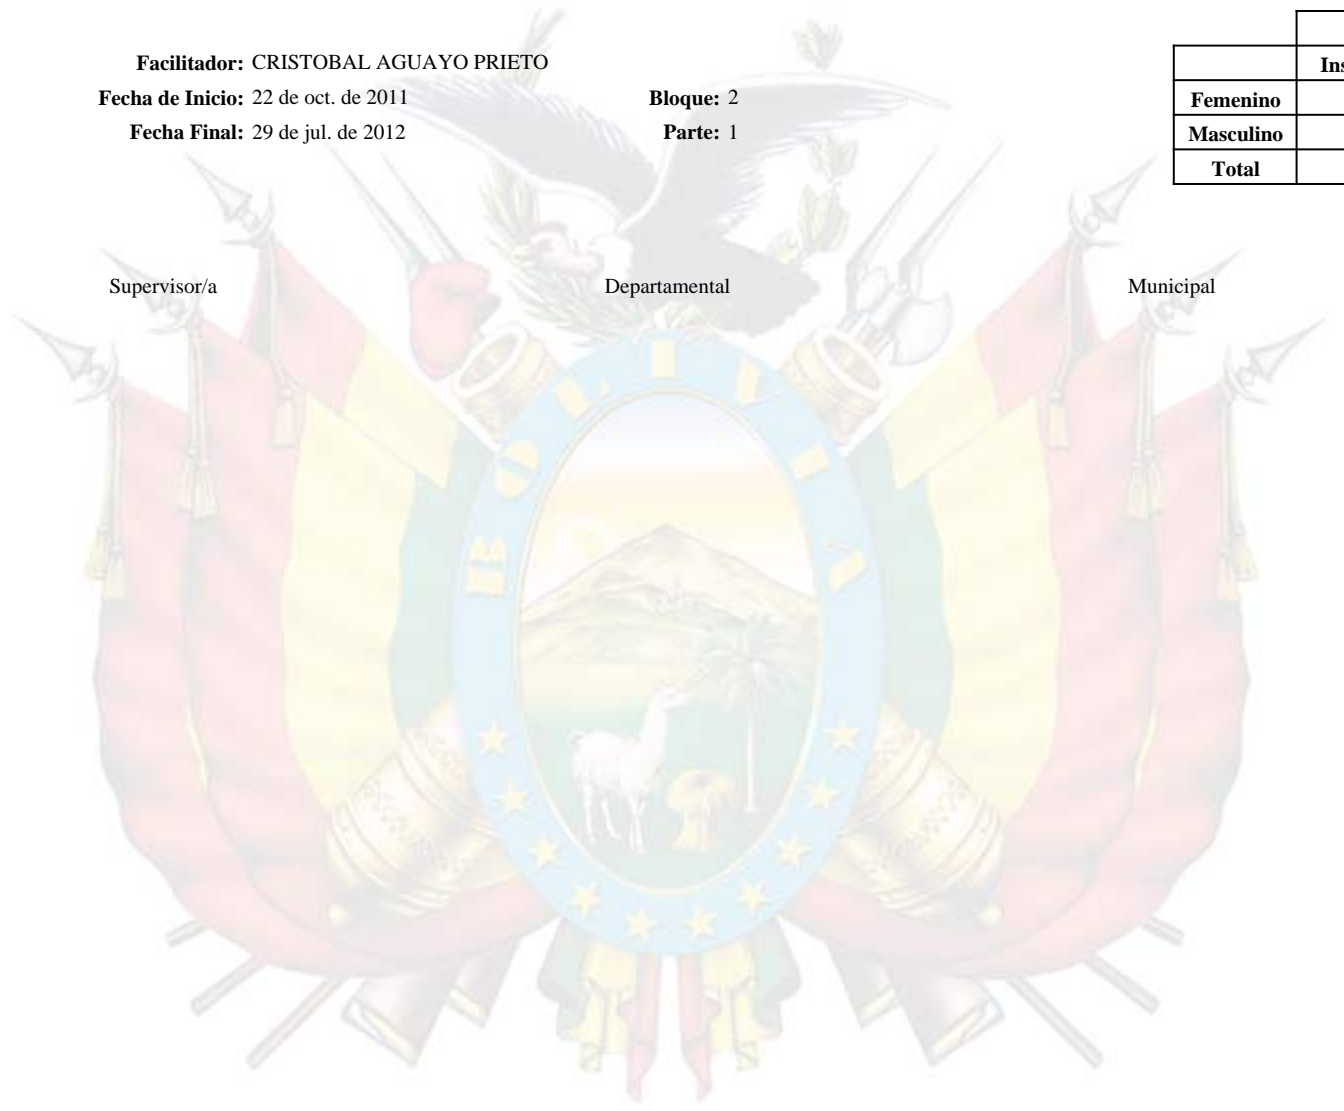 Facilitador: CRISTOBAL AGUAYO PRIETO
Fecha de Inicio: 22 de oct. de 2011 Bloque: 2
Fecha Final: 29 de jul. de 2012 Parte: 1
Femenino
Masculino
Total
Supervisor/a Departamental Municipal
BOLIVIA